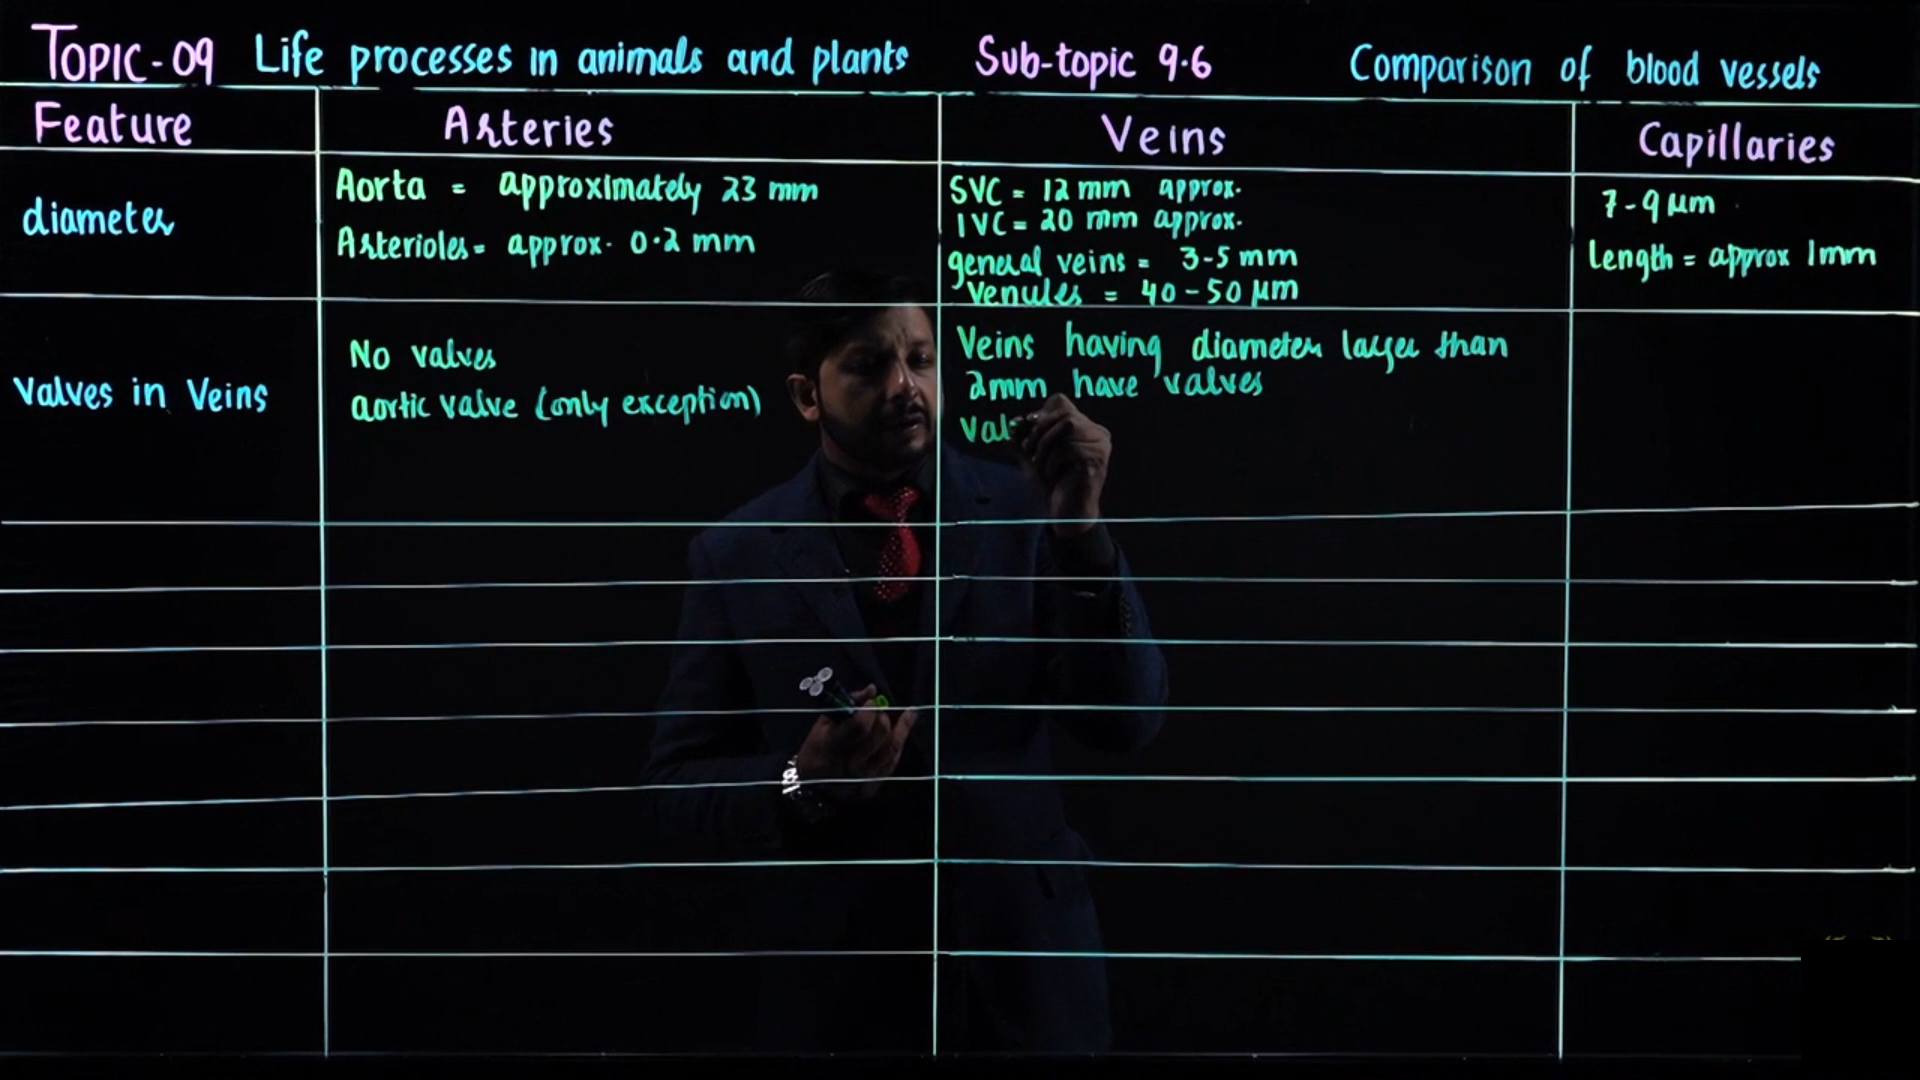 TOPIC-09 Life processes in animals and plants Sub-topic 9.6 Comparison of blood vessels
Feature Arteries Veins Capillaries
diameter
Aorta = approximately 23 mm
Arterioles = approx. 0.2 mm
SVC = 12 mm approx.
IVC = 20 mm approx.
general veins = 3-5 mm
venules = 40-50 μm
7-9 μm
Length = approx 1mm
Valves in Veins
No valves
aortic valve (only exception)
Veins having diameter larger than
2mm have valves